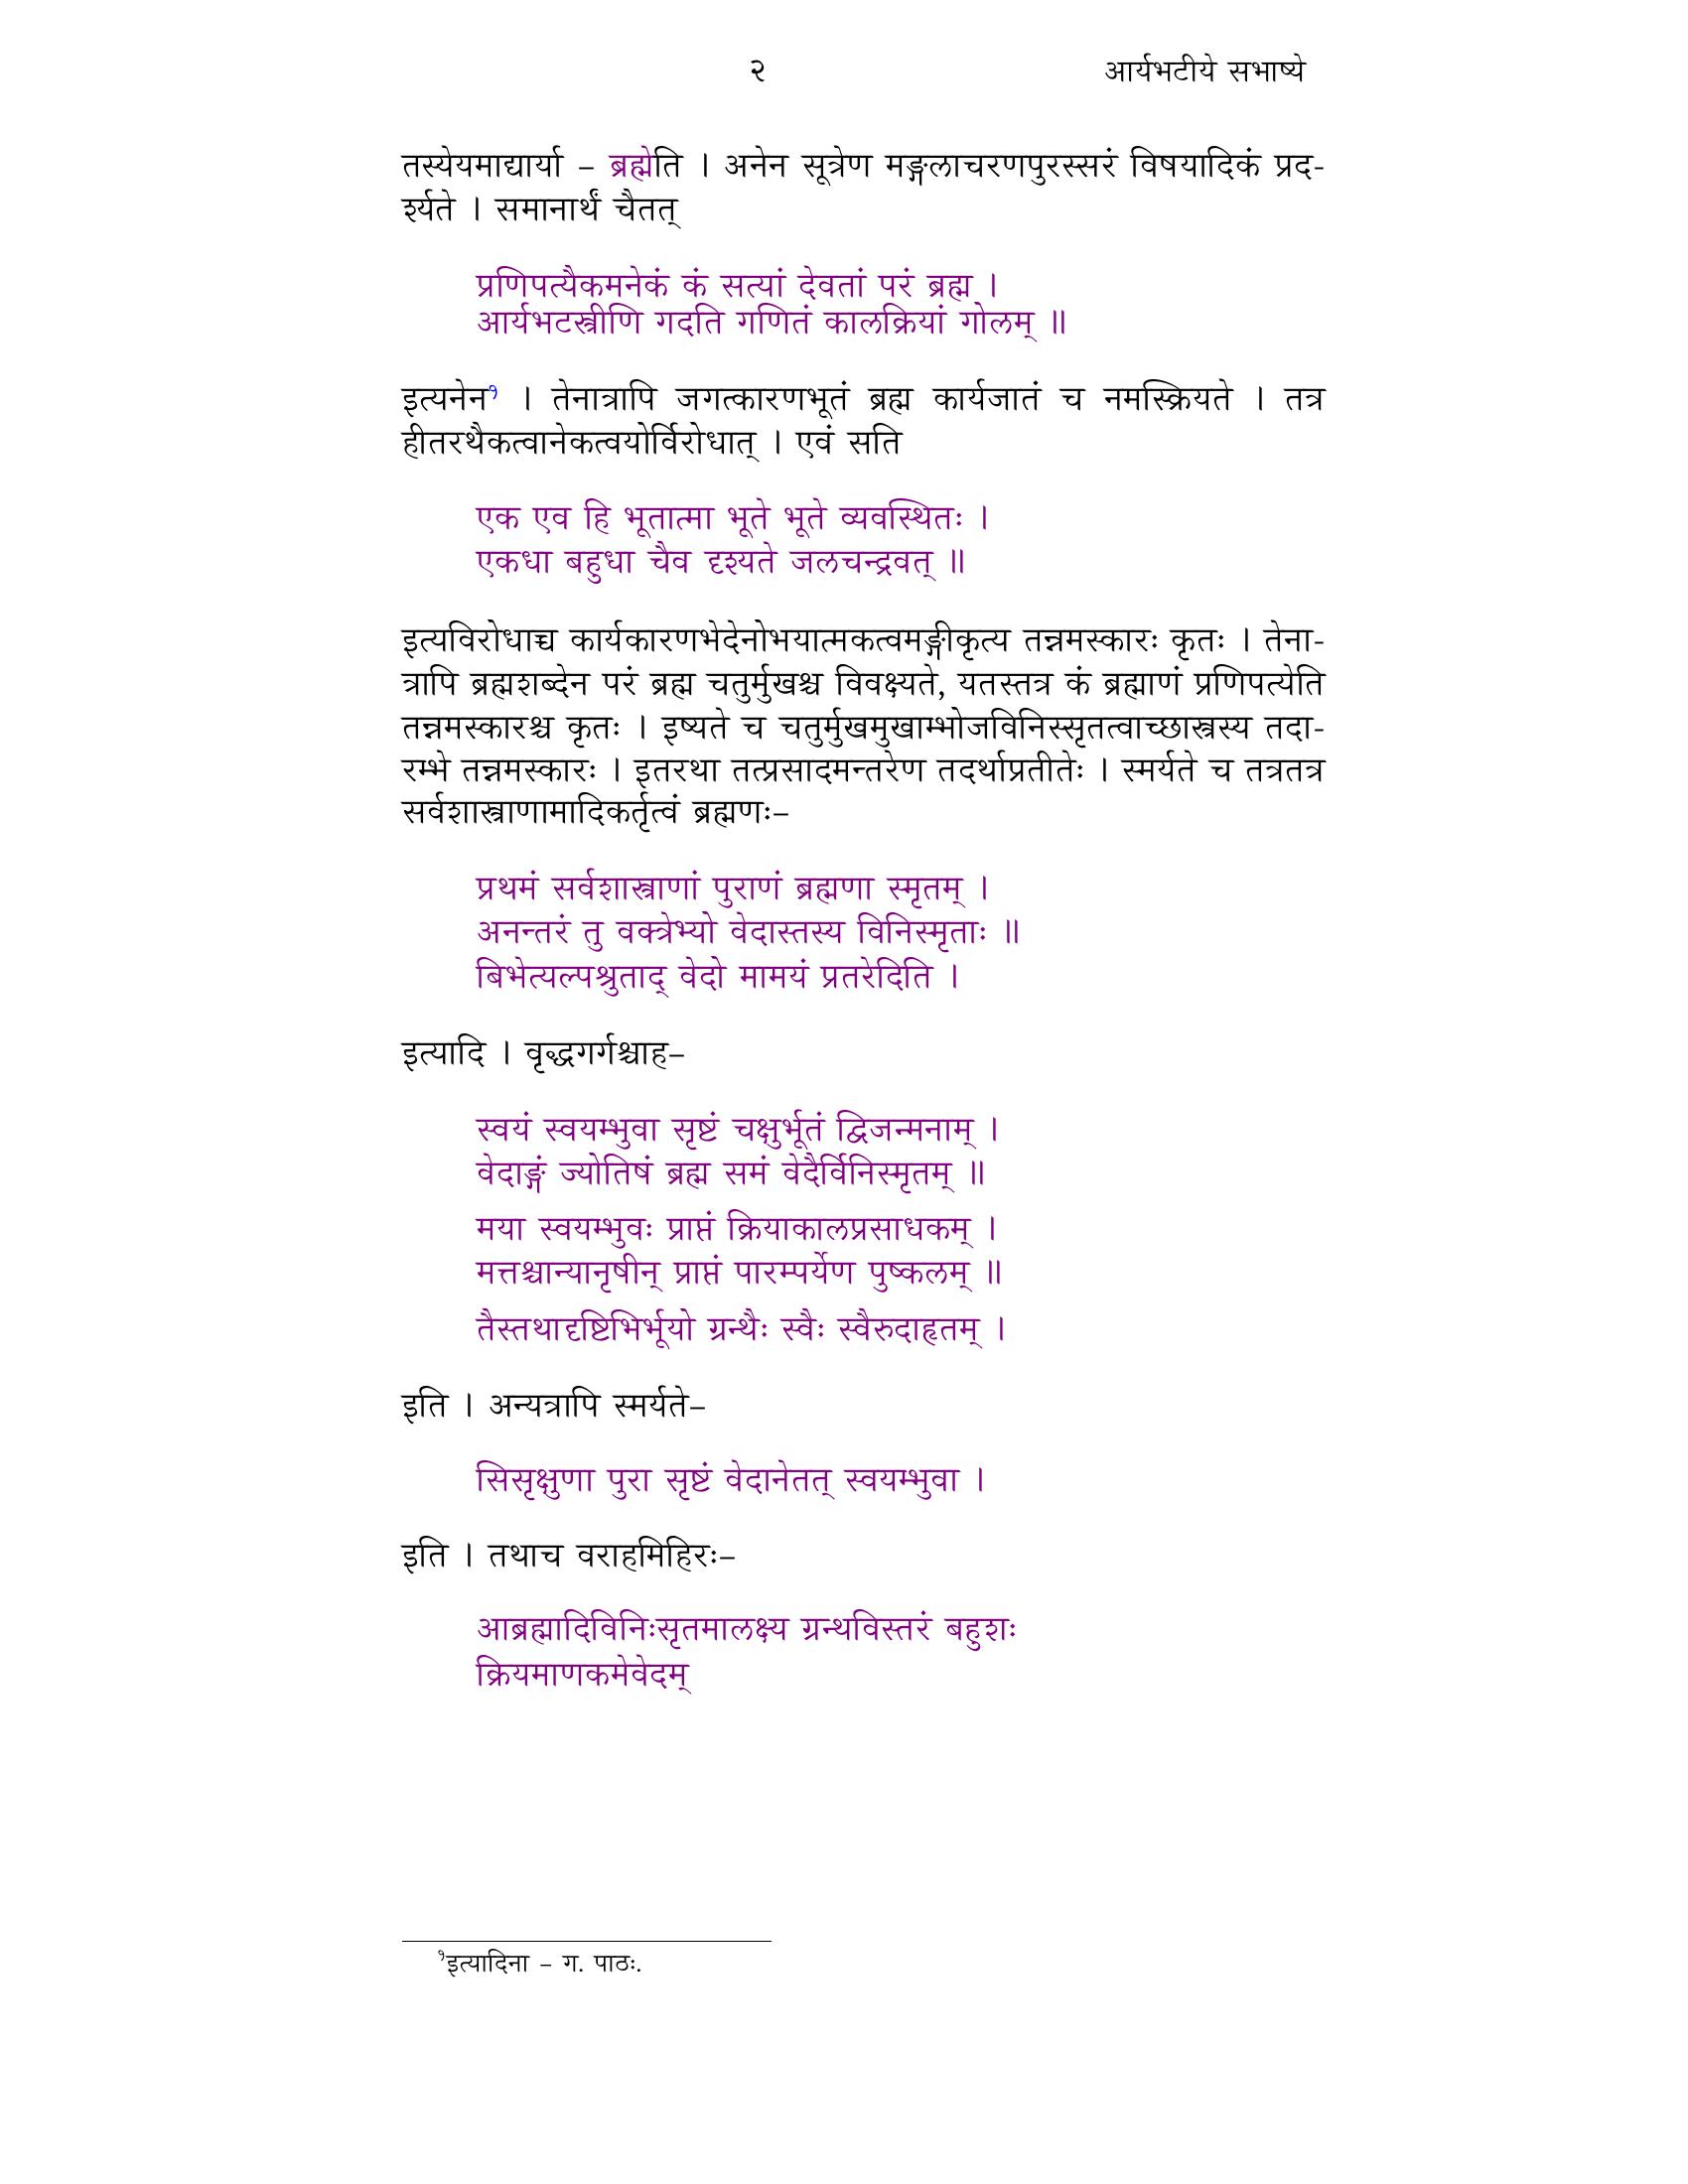 २ आर्यभटीये सभाष्ये
तस्येयमाद्यार्या – ब्रह्मेति । अनेन सूत्रेण मङ्गलाचरणपुरस्सरं विषयादिकं प्रद-
र्श्यते । समानार्थं चैतत्
प्रणिपत्यैकमनेकं कं सत्यां देवतां परं ब्रह्म ।
आर्यभटस्त्रीणि गदति गणितं कालक्रियां गोलम् ॥
इत्यनेन१ । तेनात्रापि जगत्कारणभूतं ब्रह्म कार्यजातं च नमस्क्रियते । तत्र
हीतरथैकत्वानेकत्वयोर्विरोधात् । एवं सति
एक एव हि भूतात्मा भूते भूते व्यवस्थितः ।
एकधा बहुधा चैव दृश्यते जलचन्द्रवत् ॥
इत्यविरोधाच्च कार्यकारणभेदेनोभयात्मकत्वमङ्गीकृत्य तन्नमस्कारः कृतः । तेना-
त्रापि ब्रह्मशब्देन परं ब्रह्म चतुर्मुखश्च विवक्ष्यते, यतस्तत्र कं ब्रह्माणं प्रणिपत्येति
तन्नमस्कारश्च कृतः । इष्यते च चतुर्मुखमुखाम्भोजविनिस्सृतत्वाच्छास्त्रस्य तदा-
रम्भे तन्नमस्कारः । इतरथा तत्प्रसादमन्तरेण तदर्थाप्रतीतेः । स्मर्यते च तत्रतत्र
सर्वशास्त्राणामादिकर्तृत्वं ब्रह्मणः–
प्रथमं सर्वशास्त्राणां पुराणं ब्रह्मणा स्मृतम् ।
अनन्तरं तु वक्त्रेभ्यो वेदास्तस्य विनिस्मृताः ॥
बिभेत्यल्पश्रुताद् वेदो मामयं प्रतरेदिति ।
इत्यादि । वृद्धगर्गश्चाह–
स्वयं स्वयम्भुवा सृष्टं चक्षुर्भूतं द्विजन्मनाम् ।
वेदाङ्गं ज्योतिषं ब्रह्म समं वेदैर्विनिस्मृतम् ॥
मया स्वयम्भुवः प्राप्तं क्रियाकालप्रसाधकम् ।
मत्तश्चान्यानृषीन् प्राप्तं पारम्पर्येण पुष्कलम् ॥
तैस्तथादृष्टिभिर्भूयो ग्रन्थैः स्वैः स्वैरुदाहृतम् ।
इति । अन्यत्रापि स्मर्यते–
सिसृक्षुणा पुरा सृष्टं वेदानेतत् स्वयम्भुवा ।
इति । तथाच वराहमिहिरः–
आब्रह्मादिविनिःसृतमालक्ष्य ग्रन्थविस्तरं बहुशः
क्रियमाणकमेवेदम्
१इत्यादिना – ग. पाठः.